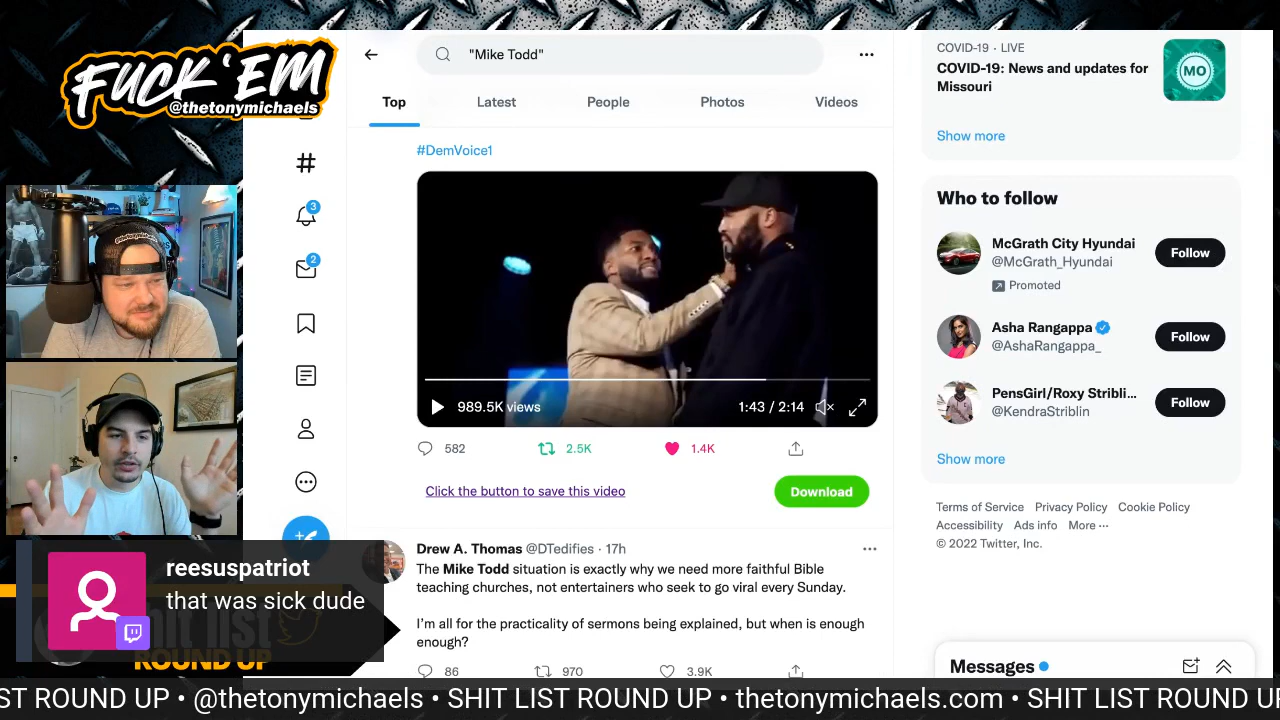 FUCK 'EM
@thetonymichaels
"Mike Todd"
Top
Latest
People
Photos
Videos
#DemVoice1
989.5K views
1:43 / 2:14
582
2.5K
1.4K
Click the button to save this video
Download
Drew A. Thomas @DTedifies · 17h
The Mike Todd situation is exactly why we need more faithful Bible
teaching churches, not entertainers who seek to go viral every Sunday.
I'm all for the practicality of sermons being explained, but when is enough
enough?
86
970
3.9K
3
2
COVID-19 · LIVE
COVID-19: News and updates for
Missouri
MO
Show more
Who to follow
McGrath City Hyundai
@McGrath_Hyundai
Promoted
Follow
Asha Rangappa
@AshaRangappa_
Follow
PensGirl/Roxy Stribli...
@KendraStriblin
Follow
Show more
Terms of Service Privacy Policy Cookie Policy
Accessibility Ads info More ···
© 2022 Twitter, Inc.
Messages
reesuspatriot
that was sick dude
hit list
ROUND UP
ST ROUND UP • @thetonymichaels • SHIT LIST ROUND UP • thetonymichaels.com • SHIT LIST ROUND U